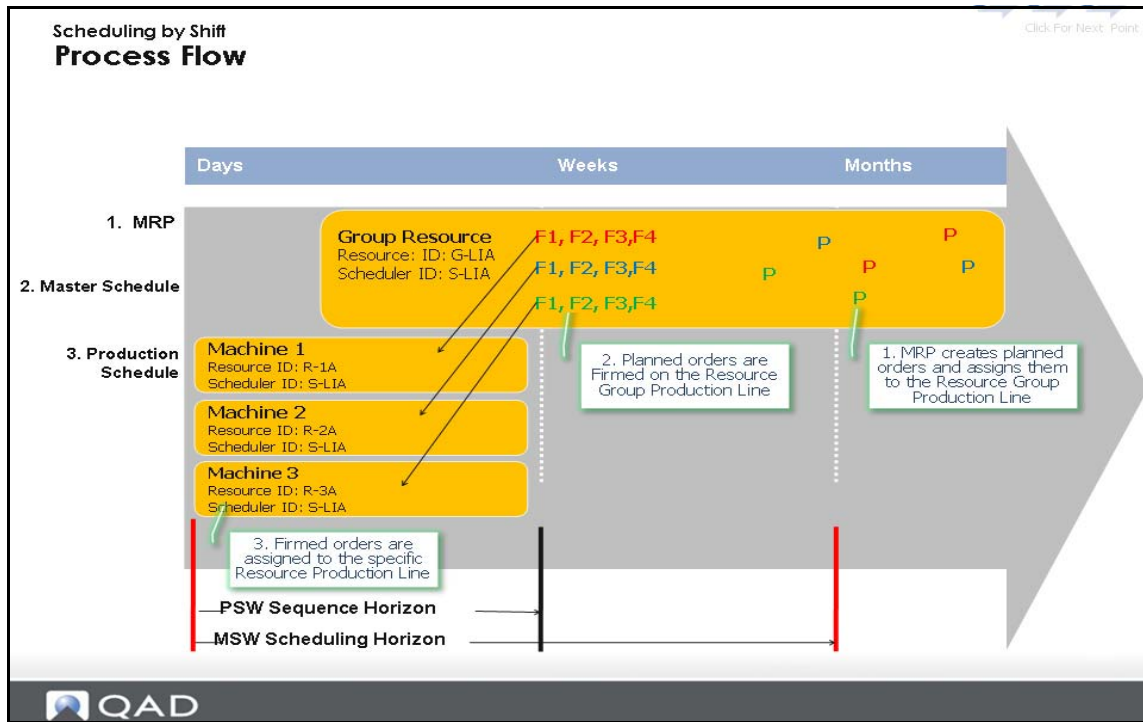 Click For Next Point
Scheduling by Shift
Process Flow
Days
Weeks
Months
1. MRP
2. Master Schedule
3. Production
Schedule
Group Resource
Resource: ID: G-LIA
Scheduler ID: S-LIA
F1, F2, F3,F4
F1, F2, F3,F4
F1, F2, F3,F4
P
P
P
P
P
P
Machine 1
Resource ID: R-1A
Scheduler ID: S-LIA
Machine 2
Resource ID: R-2A
Scheduler ID: S-LIA
Machine 3
Resource ID: R-3A
Scheduler ID: S-LIA
2. Planned orders are
Firmed on the Resource
Group Production Line
1. MRP creates planned
orders and assigns them
to the Resource Group
Production Line
3. Firmed orders are
assigned to the specific
Resource Production Line
PSW Sequence Horizon
MSW Scheduling Horizon
QAD